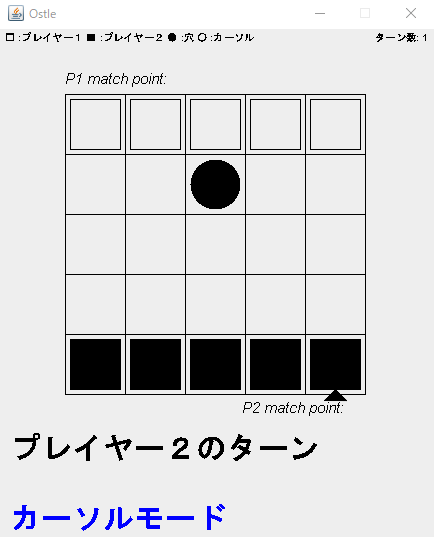 Ostle
□ :プレイヤー１ ■ :プレイヤー２ ● :穴 ○ :カーソル ターン数: 1
P1 match point:
P2 match point:
プレイヤー２のターン
カーソルモード